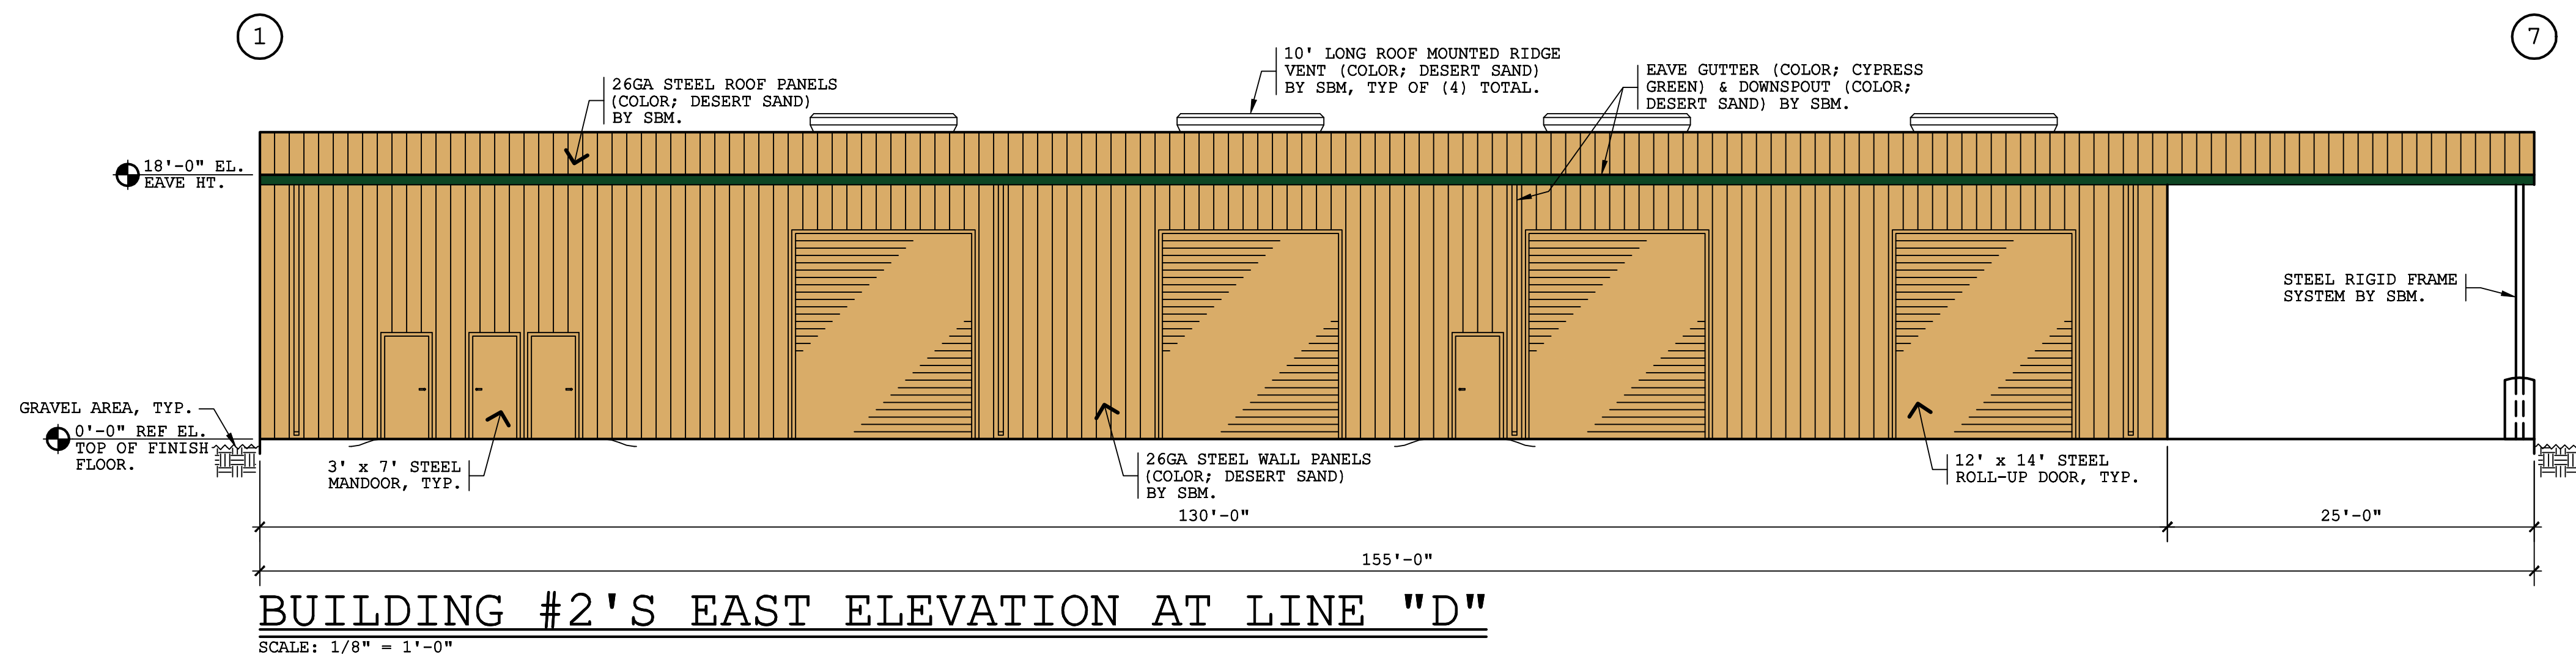 1
7
26GA STEEL ROOF PANELS
(COLOR; DESERT SAND)
BY SBM.
10' LONG ROOF MOUNTED RIDGE
VENT (COLOR; DESERT SAND)
BY SBM, TYP OF (4) TOTAL.
EAVE GUTTER (COLOR; CYPRESS
GREEN) & DOWNSPOUT (COLOR;
DESERT SAND) BY SBM.
18'-0" EL.
EAVE HT.
STEEL RIGID FRAME
SYSTEM BY SBM.
GRAVEL AREA, TYP.
0'-0" REF EL.
TOP OF FINISH
FLOOR.
3' x 7' STEEL
MANDOOR, TYP.
26GA STEEL WALL PANELS
(COLOR; DESERT SAND)
BY SBM.
12' x 14' STEEL
ROLL-UP DOOR, TYP.
130'-0"
25'-0"
155'-0"
BUILDING #2'S EAST ELEVATION AT LINE "D"
SCALE: 1/8" = 1'-0"